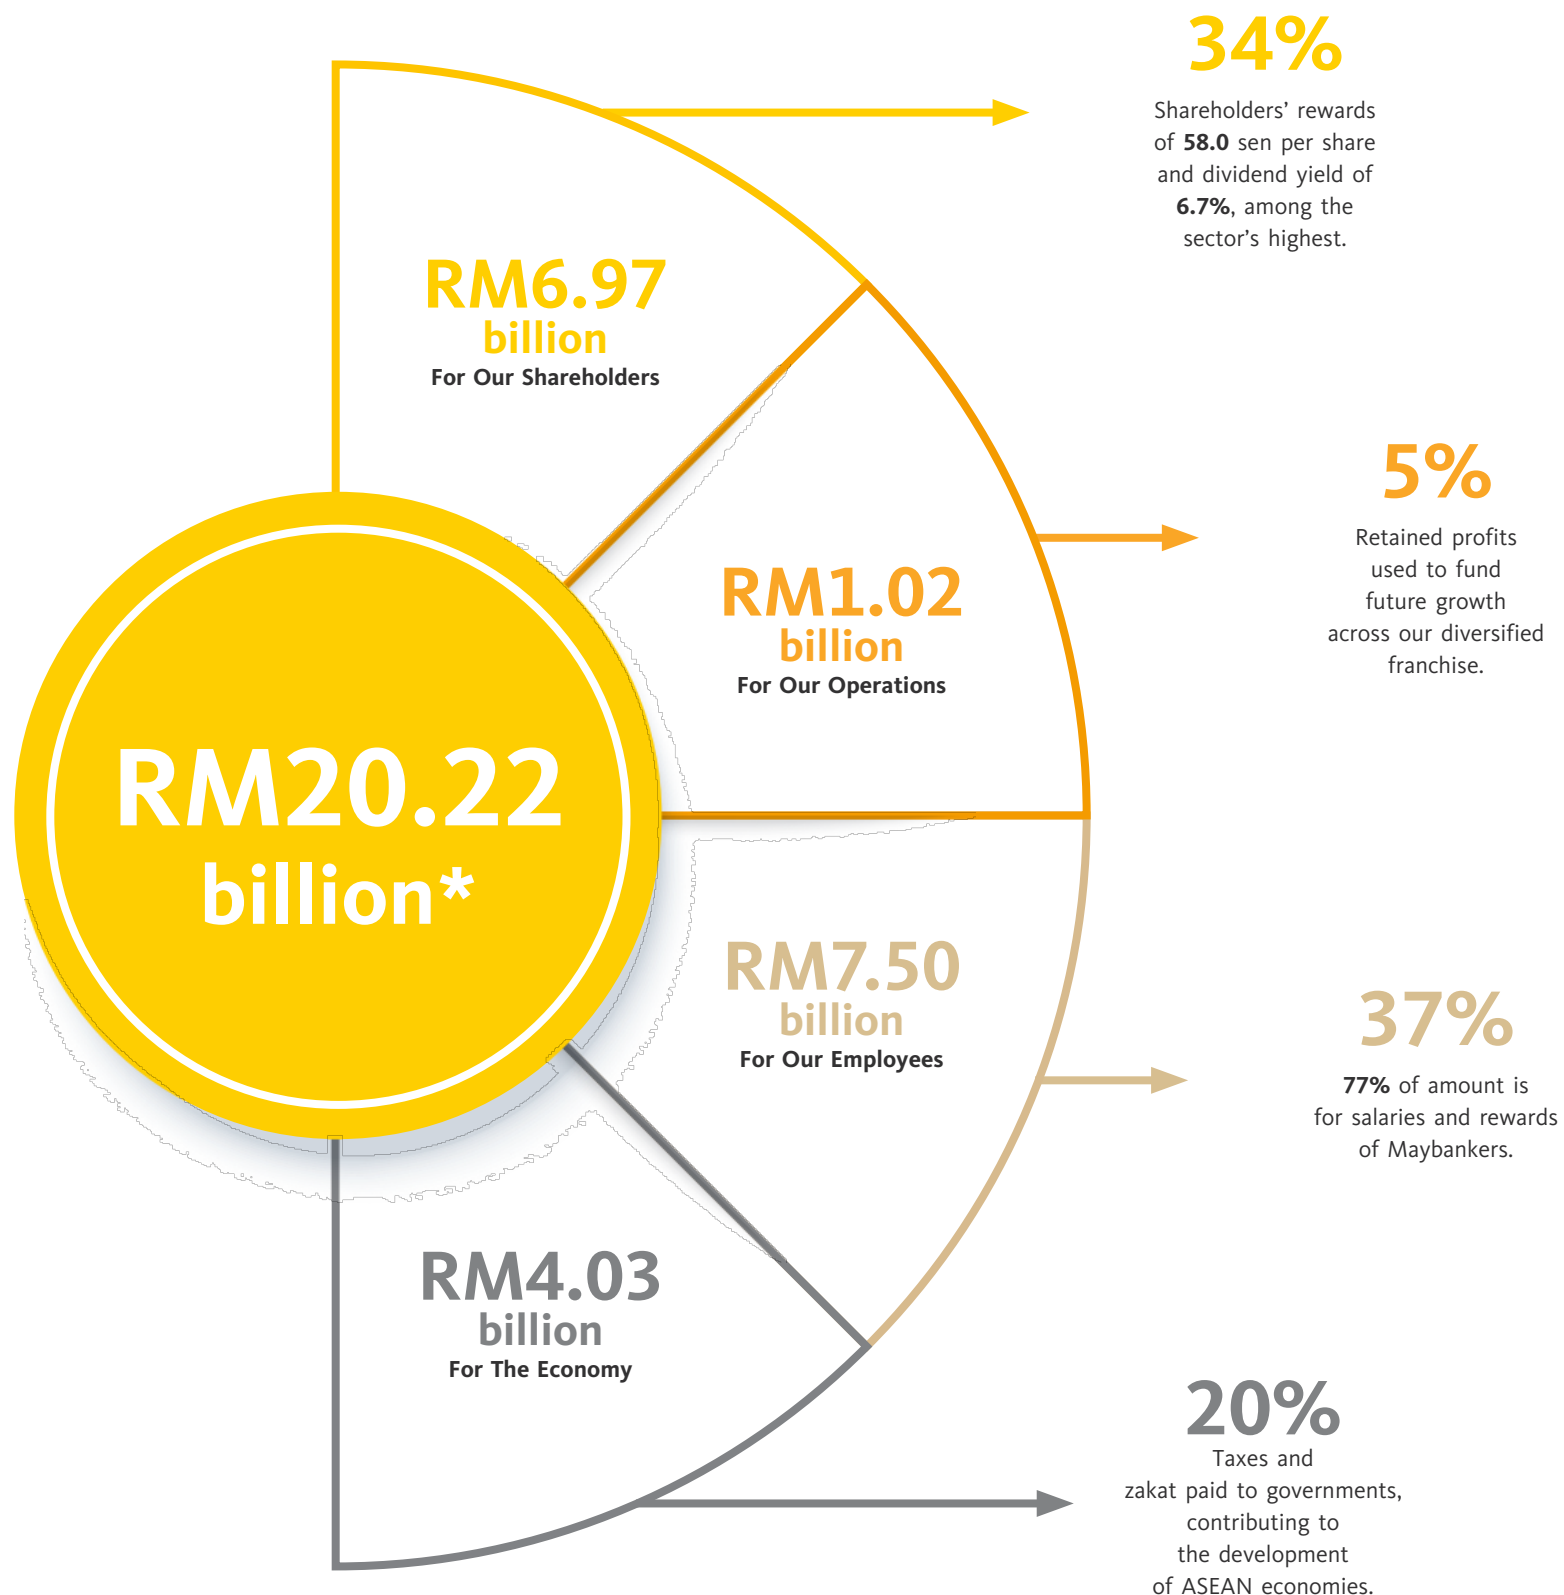 34%
Shareholders’ rewards
of 58.0 sen per share
and dividend yield of
6.7%, among the
sector’s highest.
RM6.97
billion
For Our Shareholders
5%
Retained profits
used to fund
future growth
across our diversified
franchise.
RM1.02
billion
For Our Operations
RM20.22
billion*
RM7.50
billion
For Our Employees
37%
77% of amount is
for salaries and rewards
of Maybankers.
RM4.03
billion
For The Economy
20%
Taxes and
zakat paid to governments,
contributing to
the development
of ASEAN economies.